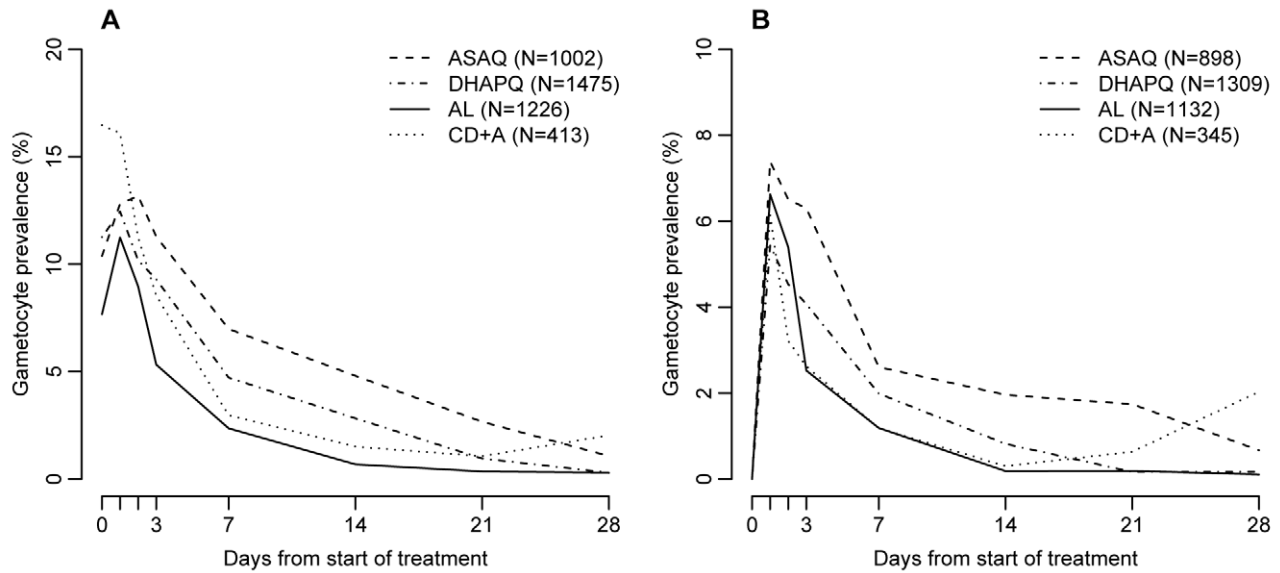 A
Gametocyte prevalence (%)
20
15
10
5
0
ASAQ (N=1002)
DHAPQ (N=1475)
AL (N=1226)
CD+A (N=413)
0 3 7 14 21 28
Days from start of treatment
B
Gametocyte prevalence (%)
10
8
6
4
2
0
ASAQ (N=898)
DHAPQ (N=1309)
AL (N=1132)
CD+A (N=345)
0 3 7 14 21 28
Days from start of treatment